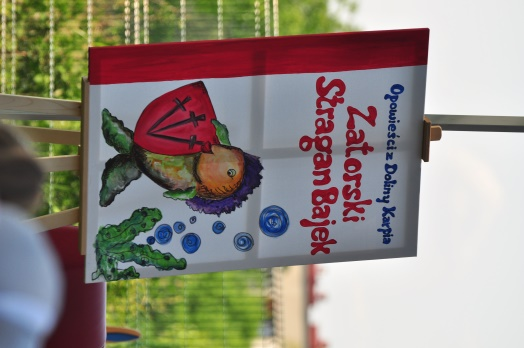 Opowieści z Doliny Karpia
Zatorski
Stragan Bajek